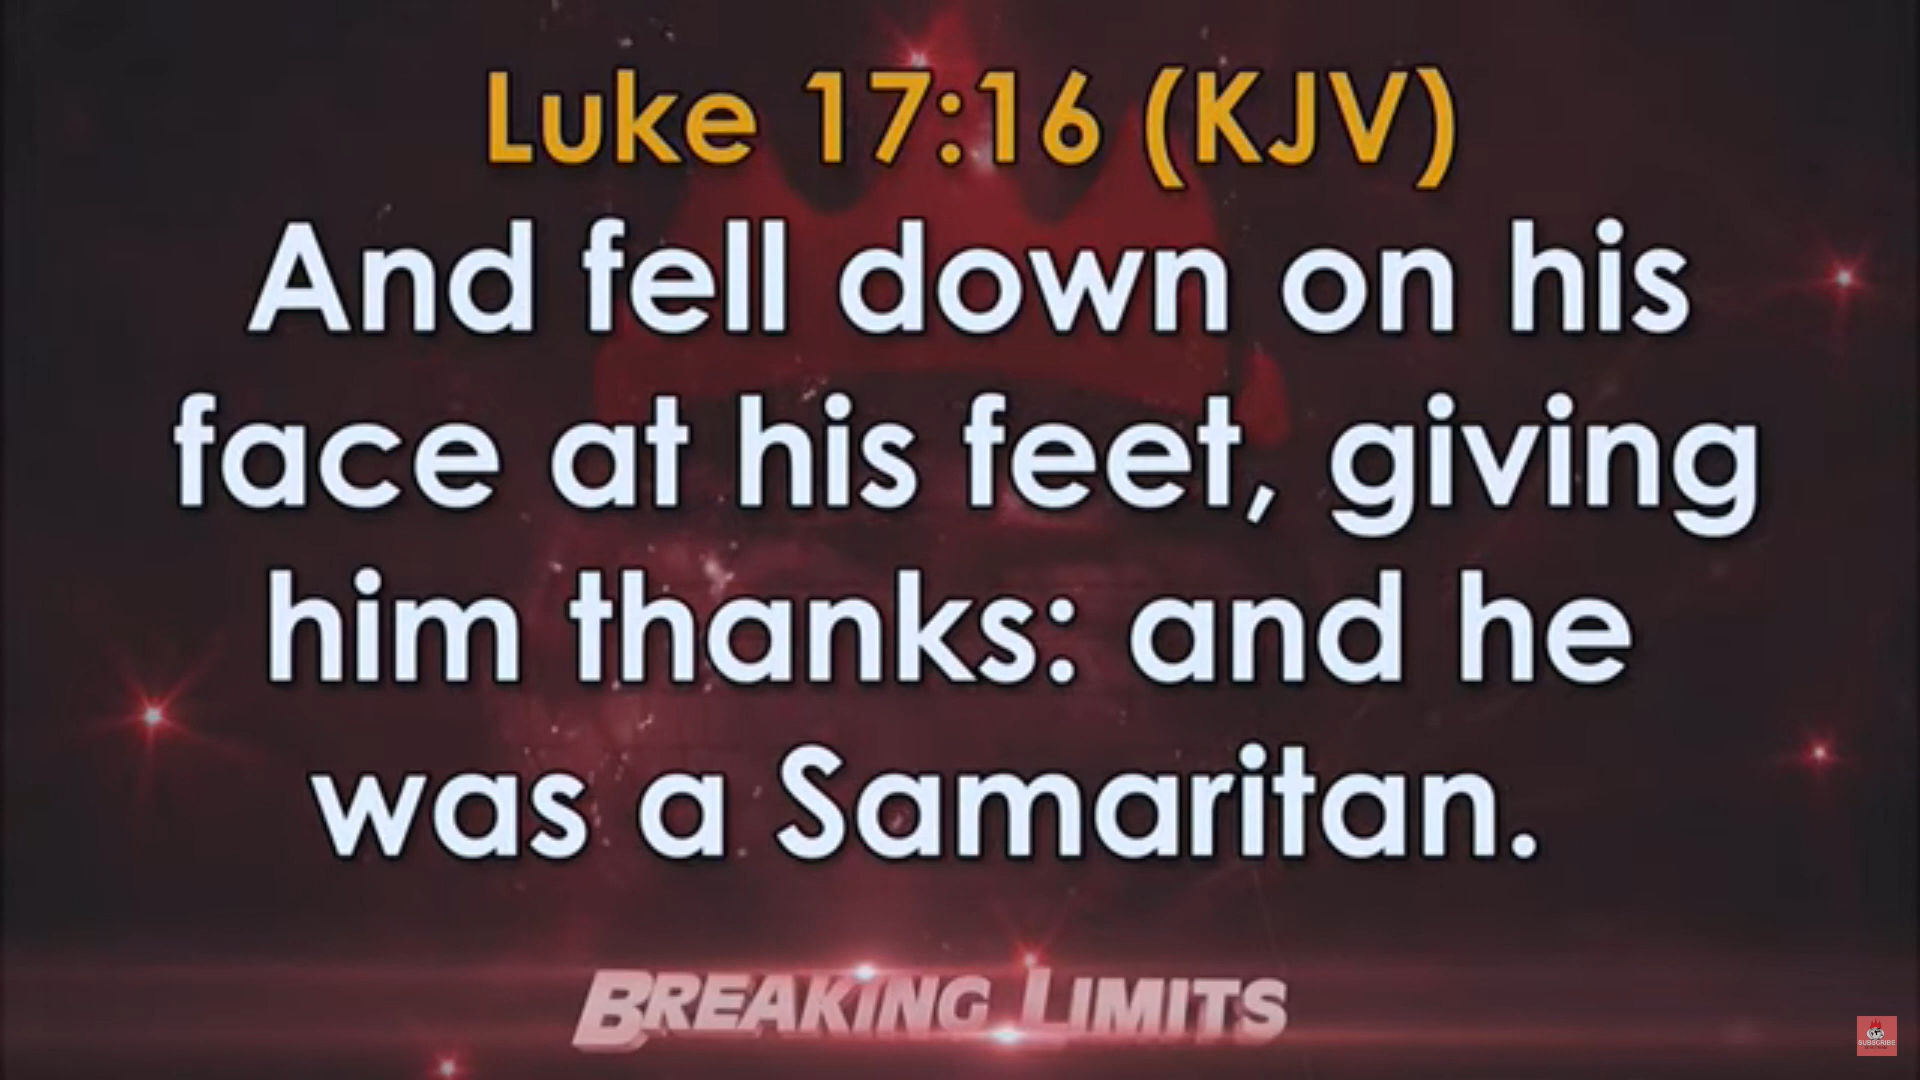 Luke 17:16 (KJV)
And fell down on his
face at his feet, giving
him thanks: and he
was a Samaritan.
BREAKING LIMITS
SUBSCRIBE